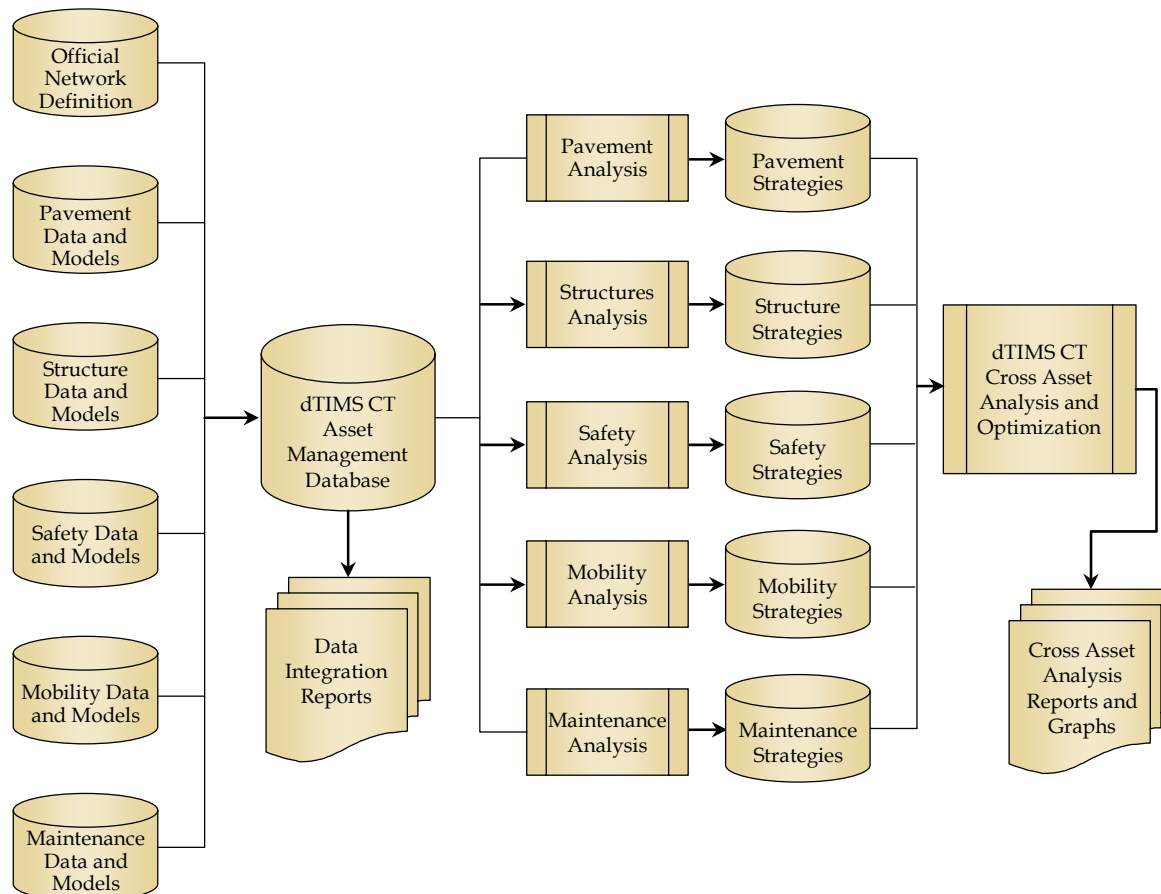 Official
Network
Definition
Pavement
Data and
Models
Structure
Data and
Models
Safety Data
and Models
Mobility Data
and Models
Maintenance
Data and
Models
dTIMS CT
Asset
Management
Database
Data
Integration
Reports
Pavement
Analysis
Structures
Analysis
Safety
Analysis
Mobility
Analysis
Maintenance
Analysis
Pavement
Strategies
Structure
Strategies
Safety
Strategies
Mobility
Strategies
Maintenance
Strategies
dTIMS CT
Cross Asset
Analysis and
Optimization
Cross Asset
Analysis
Reports and
Graphs